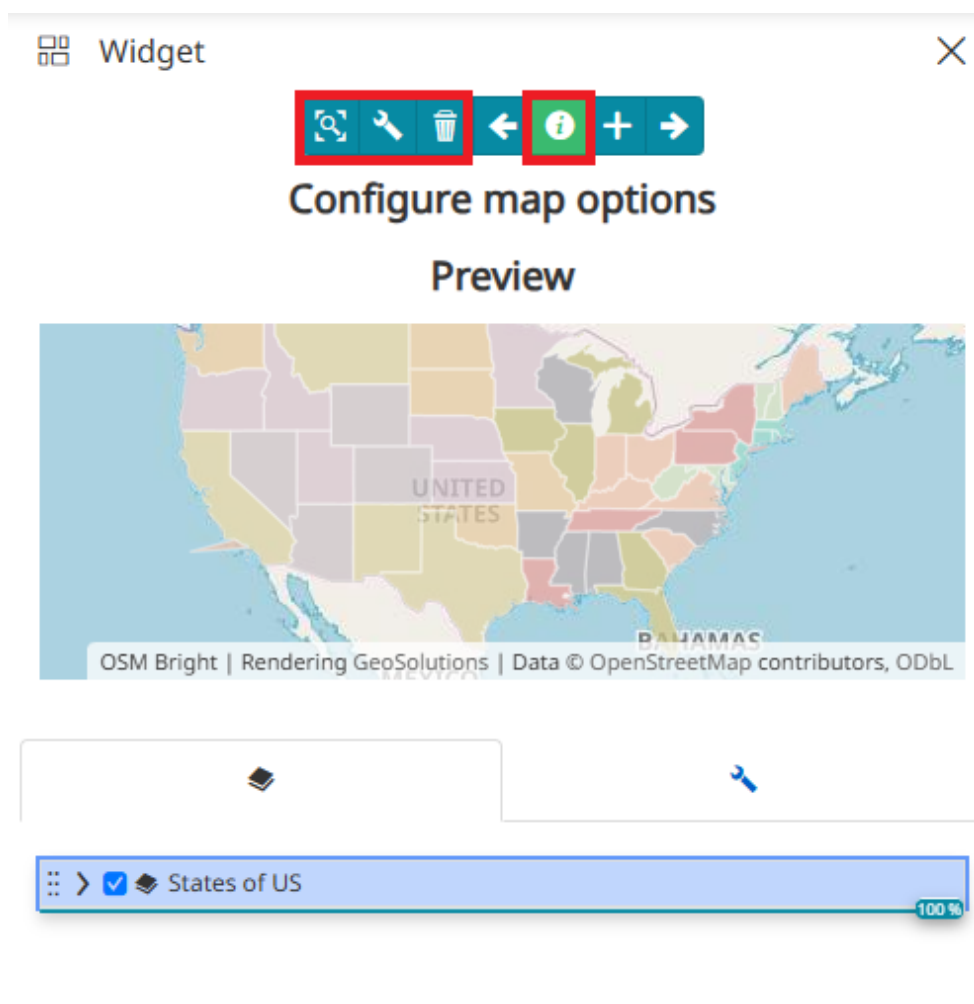 Widget
Configure map options
Preview
UNITED
STATES
BAHAMAS
MEXICO
OSM Bright | Rendering GeoSolutions | Data © OpenStreetMap contributors, ODbL
States of US
100 %